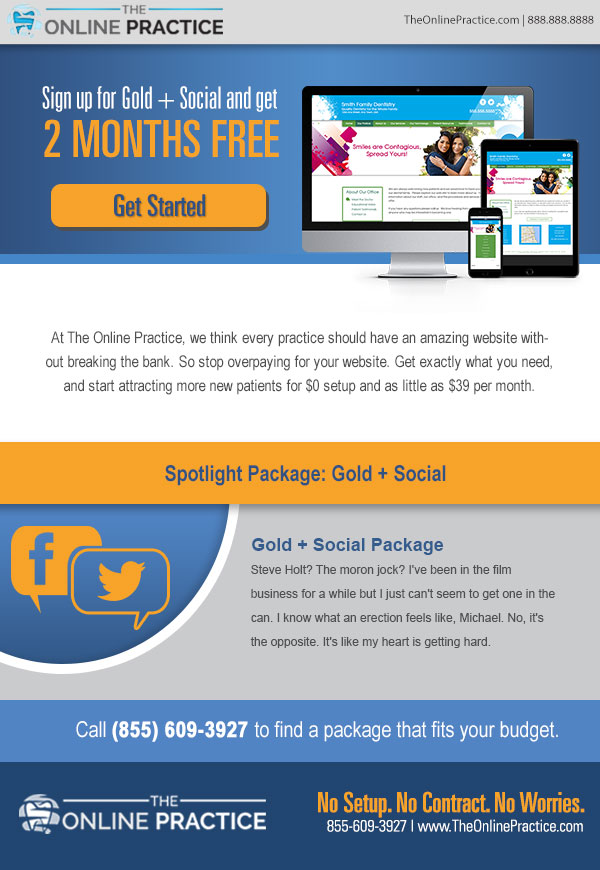 THE
ONLINE PRACTICE
TheOnlinePractice.com | 888.888.8888
Sign up for Gold + Social and get
2 MONTHS FREE
Get Started
Smith Family Dentistry
Smiles are Contagious,
Spread Yours!
About Our Office
At The Online Practice, we think every practice should have an amazing website with-
out breaking the bank. So stop overpaying for your website. Get exactly what you need,
and start attracting more new patients for $0 setup and as little as $39 per month.
Spotlight Package: Gold + Social
Gold + Social Package
Steve Holt? The moron jock? I've been in the film
business for a while but I just can't seem to get one in the
can. I know what an erection feels like, Michael. No, it's
the opposite. It's like my heart is getting hard.
Call (855) 609-3927 to find a package that fits your budget.
THE
ONLINE PRACTICE
No Setup. No Contract. No Worries.
855-609-3927 | www.TheOnlinePractice.com